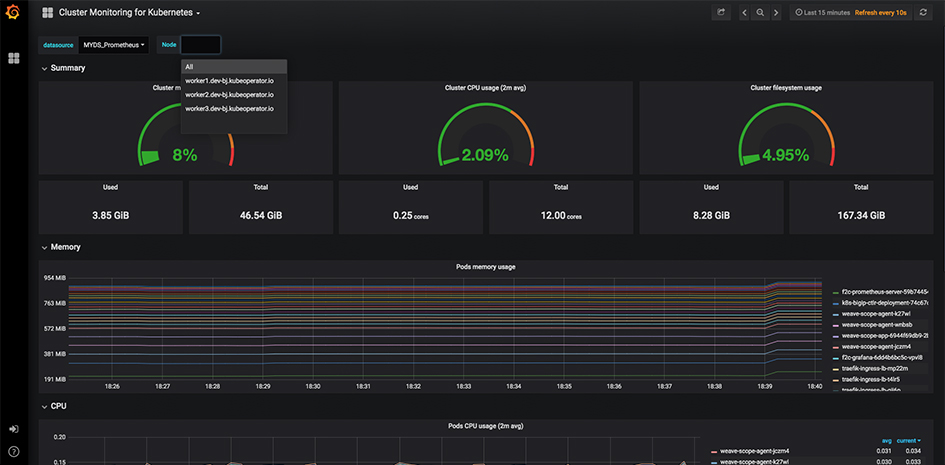 Cluster Monitoring for Kubernetes
Last 15 minutes Refresh every 10s
datasource MYDS_Prometheus Node
All
worker1.dev-bj.kubeoperator.io
worker2.dev-bj.kubeoperator.io
worker3.dev-bj.kubeoperator.io
Summary
Cluster m
Cluster CPU usage (2m avg)
Cluster filesystem usage
8%
2.09%
4.95%
Used Total Used Total Used Total
3.85 GiB 46.54 GiB 0.25 cores 12.00 cores 8.28 GiB 167.34 GiB
Memory
Pods memory usage
954 MiB
763 MiB
572 MiB
381 MiB
191 MiB
18:26 18:27 18:28 18:29 18:30 18:31 18:32 18:33 18:34 18:35 18:36 18:37 18:38 18:39 18:40
f2c-prometheus-server-59b7445
k8s-bigip-ctlr-deployment-74c67
weave-scope-agent-k27wl
weave-scope-agent-wnbsb
weave-scope-app-6944f69db9-2
weave-scope-agent-jczm4
f2c-grafana-6dd4b6bc5c-vpvl8
traefik-ingress-lb-mp22m
traefik-ingress-lb-t4lr5
CPU
Pods CPU usage (2m avg)
0.20
0.15
avg current
weave-scope-agent-jczm4 0.031 0.034
weave-scope-agent-k27wl 0.030 0.033